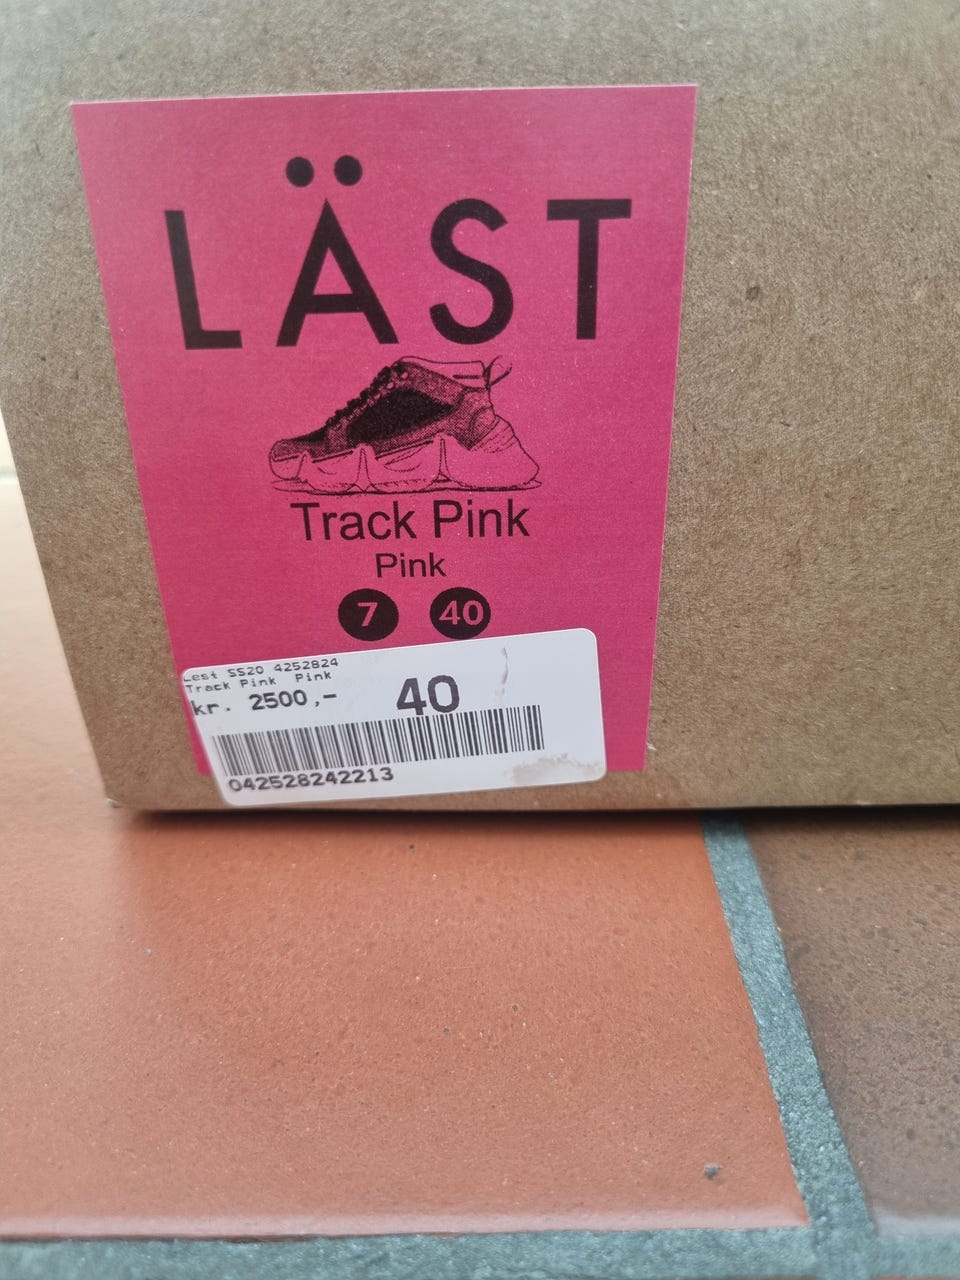 LÄST
Track Pink
Pink
7 40
Lest SS20 4252824
Track Pink Pink
kr. 2500,- 40
042528242213